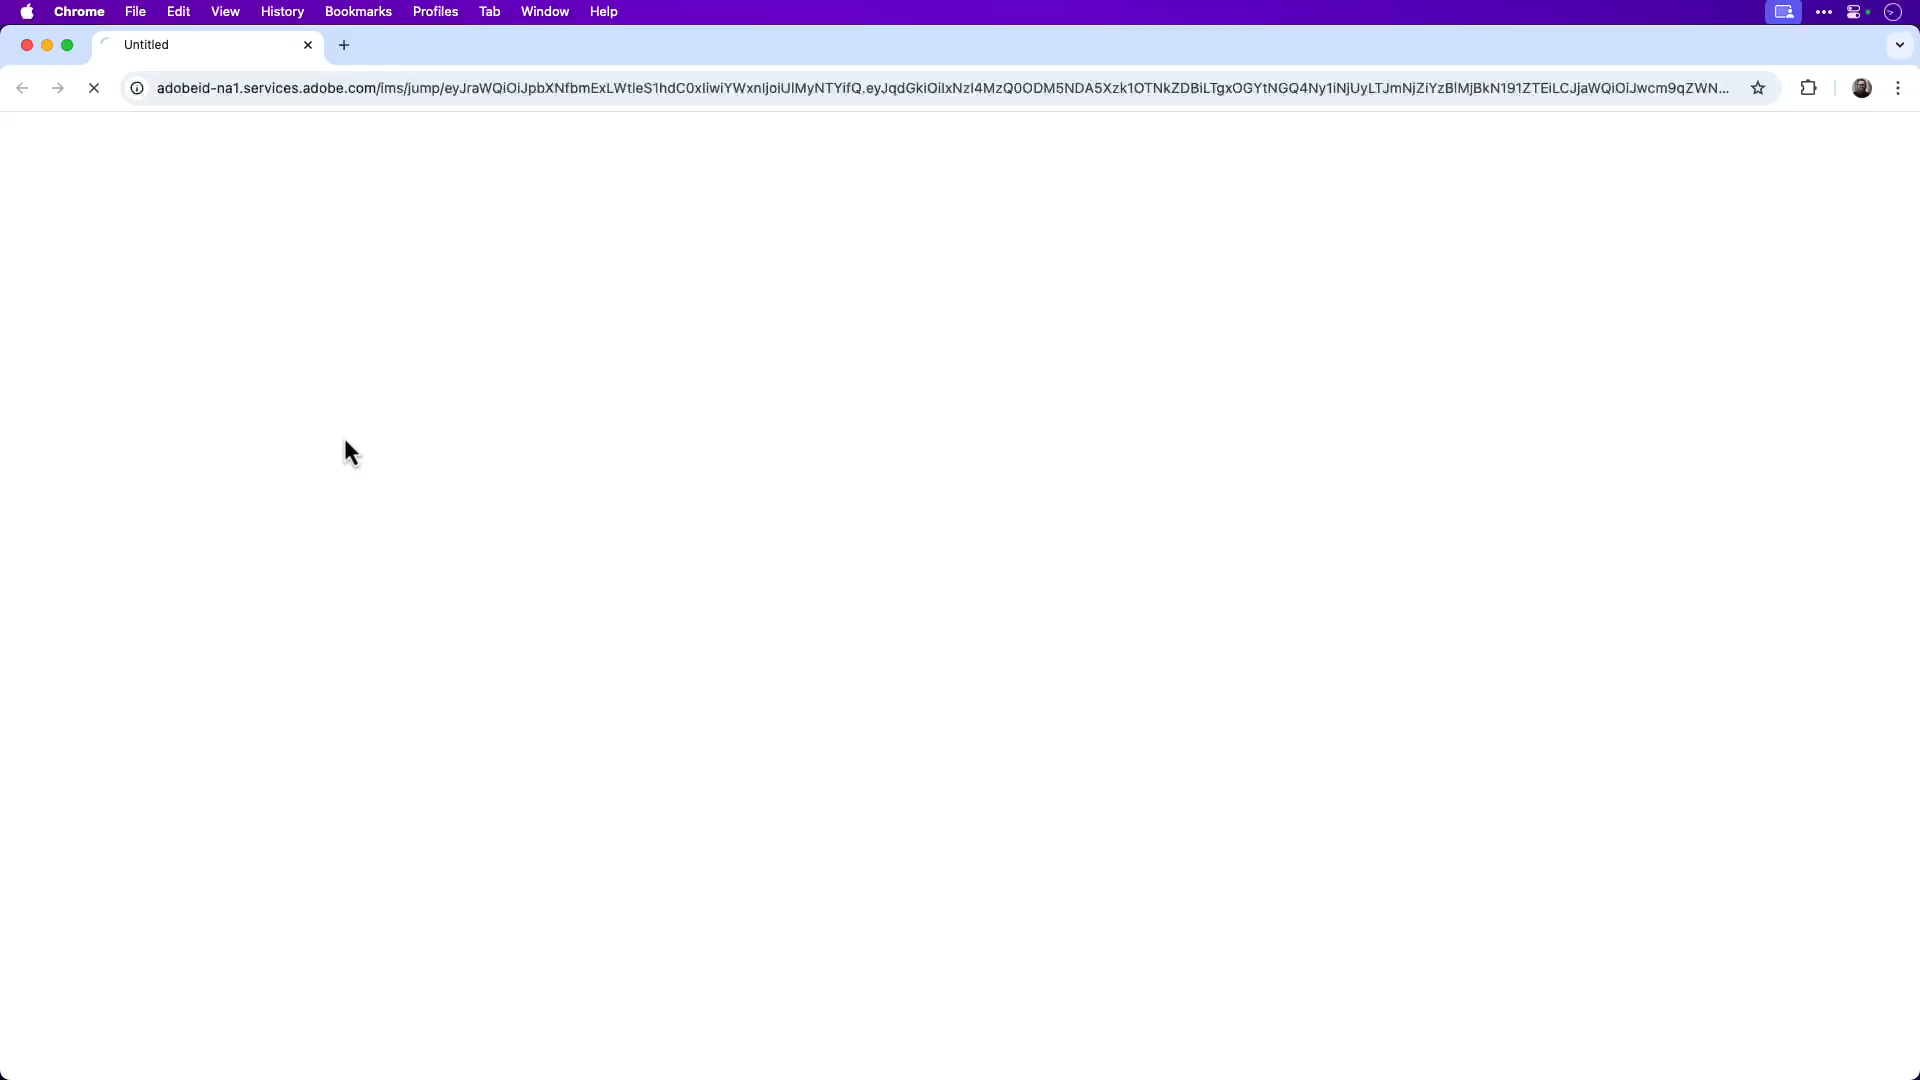 Chrome File Edit View History Bookmarks Profiles Tab Window Help
Untitled
adobeid-na1.services.adobe.com/ims/jump/eyJraWQiOiJpbXNfbmExLWtleS1hdC0xIiwiYWxnIjoiUlMyNTYifQ.eyJqdGkiOiIxNzI4MzQ0ODM5NDA5Xzk1OTNkZDBiLTgxOGYtNGQ4Ny1iNjUyLTJmNjZiYzBlMjBkN191ZTEiLCJjaWQiOiJwcm9qZWN...